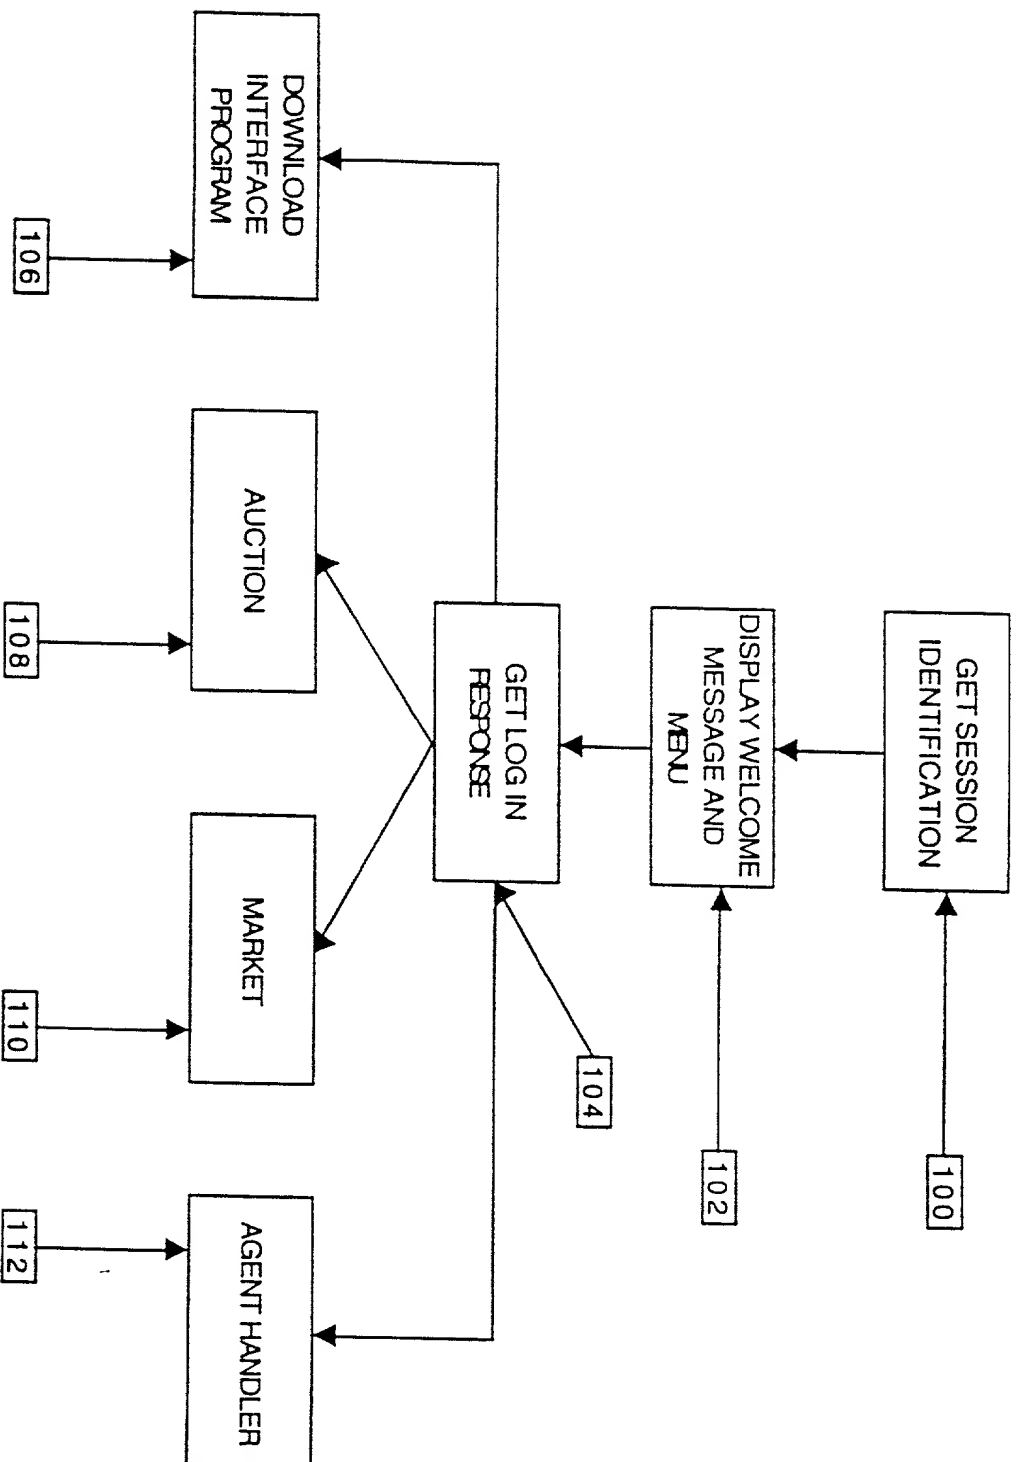 GET SESSION
IDENTIFICATION
100
DISPLAY WELCOME
MESSAGE AND
MENU
102
GET LOG IN
RESPONSE
104
DOWNLOAD
INTERFACE
PROGRAM
AUCTION
MARKET
AGENT HANDLER
106
108
110
112